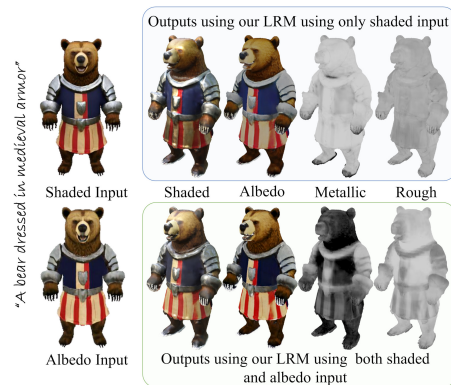 "A bear dressed in medieval armor"
Outputs using our LRM using only shaded input
Shaded Input
Shaded
Albedo
Metallic
Rough
Albedo Input
Outputs using our LRM using both shaded
and albedo input